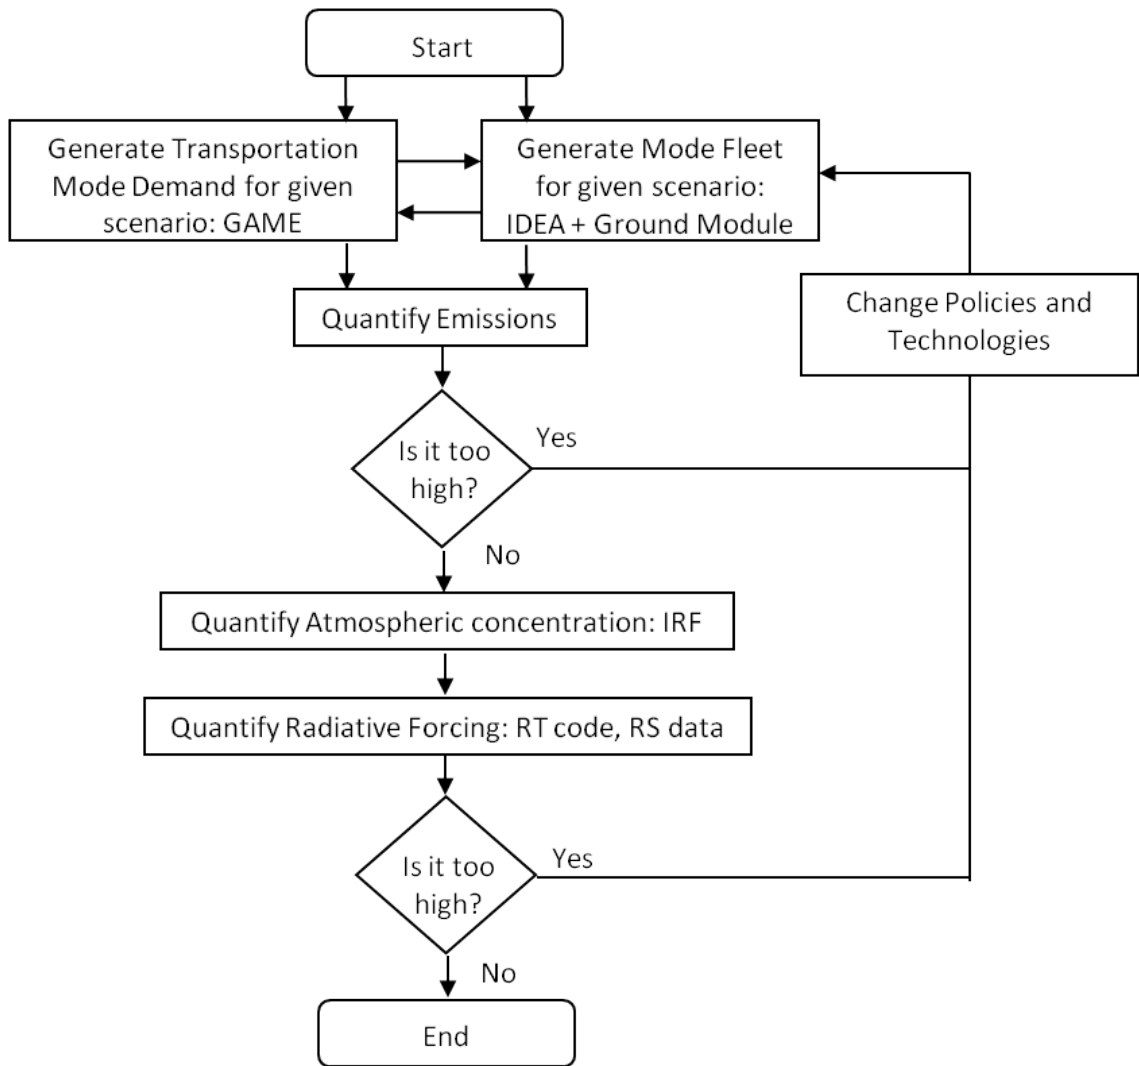 Start
Generate Transportation
Mode Demand for given
scenario: GAME
Generate Mode Fleet
for given scenario:
IDEA + Ground Module
Change Policies and
Technologies
Quantify Emissions
Is it too
high?
Yes
No
Quantify Atmospheric concentration: IRF
Quantify Radiative Forcing: RT code, RS data
Is it too
high?
Yes
No
End